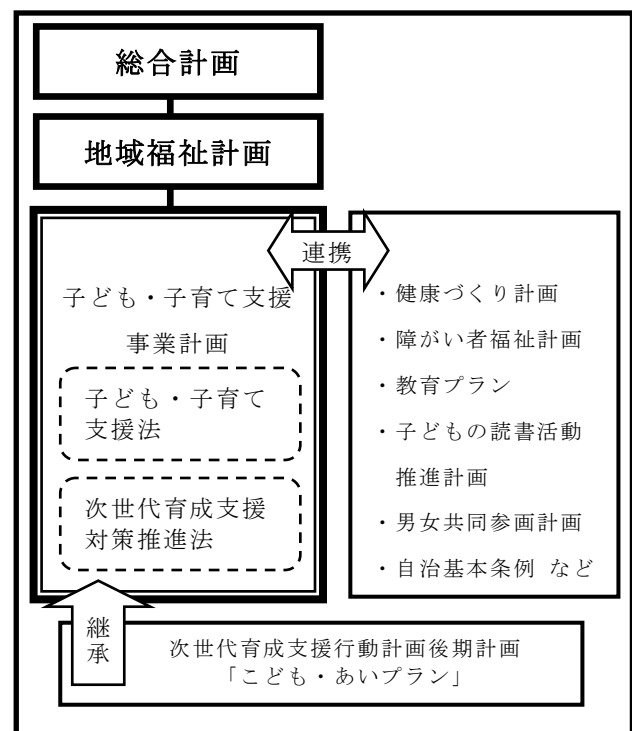 総合計画
地域福祉計画
連携
子ども・子育て支援
事業計画
子ども・子育て
支援法
次世代育成支援
対策推進法
・健康づくり計画
・障がい者福祉計画
・教育プラン
・子どもの読書活動
推進計画
・男女共同参画計画
・自治基本条例 など
継承
次世代育成支援行動計画後期計画
「こども・あいプラン」